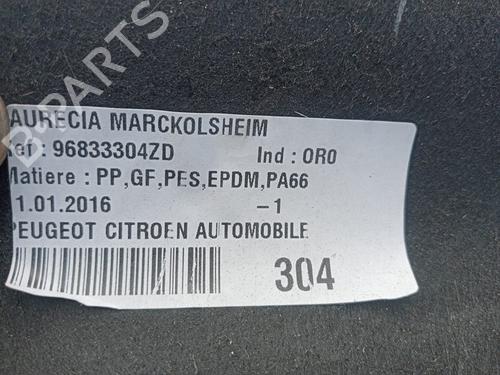 AURECIA MARCKOLSHEIM
ef : 96833304ZD Ind : OR0
Matiere : PP,GF,PES,EPDM,PA66
1.01.2016 -1
PEUGEOT CITROEN AUTOMOBILE
304
B-PARTS